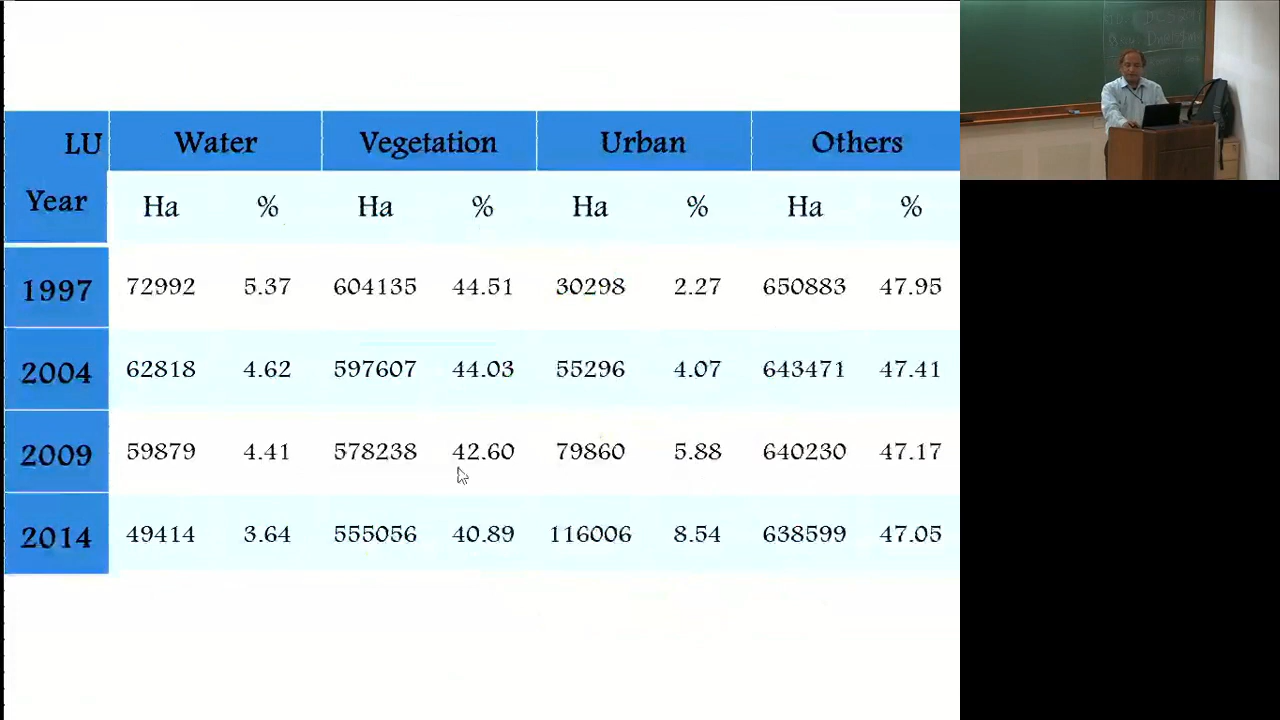 LU Water Vegetation Urban Others
Year Ha % Ha % Ha % Ha %
1997 72992 5.37 604135 44.51 30298 2.27 650883 47.95
2004 62818 4.62 597607 44.03 55296 4.07 643471 47.41
2009 59879 4.41 578238 42.60 79860 5.88 640230 47.17
2014 49414 3.64 555056 40.89 116006 8.54 638599 47.05